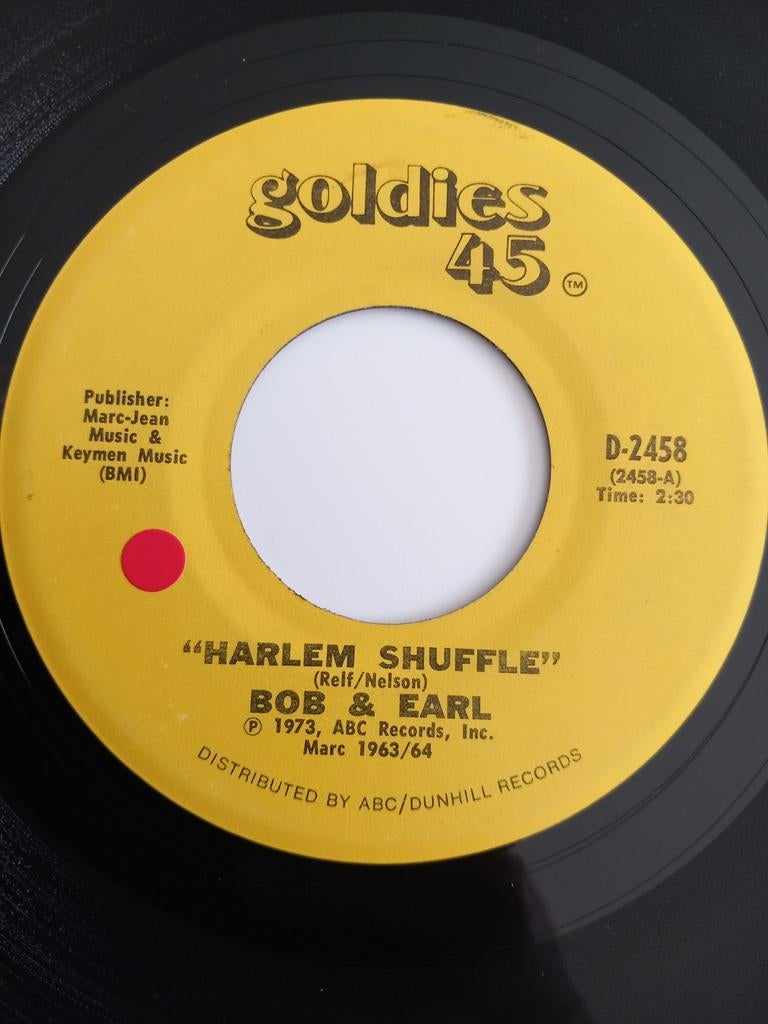 goldies
45
TM
Publisher:
Marc-Jean
Music &
Keymen Music
(BMI)
D-2458
(2458-A)
Time: 2:30
“HARLEM SHUFFLE”
(Relf/Nelson)
BOB & EARL
Ⓟ 1973, ABC Records, Inc.
Marc 1963/64
DISTRIBUTED BY ABC/DUNHILL RECORDS